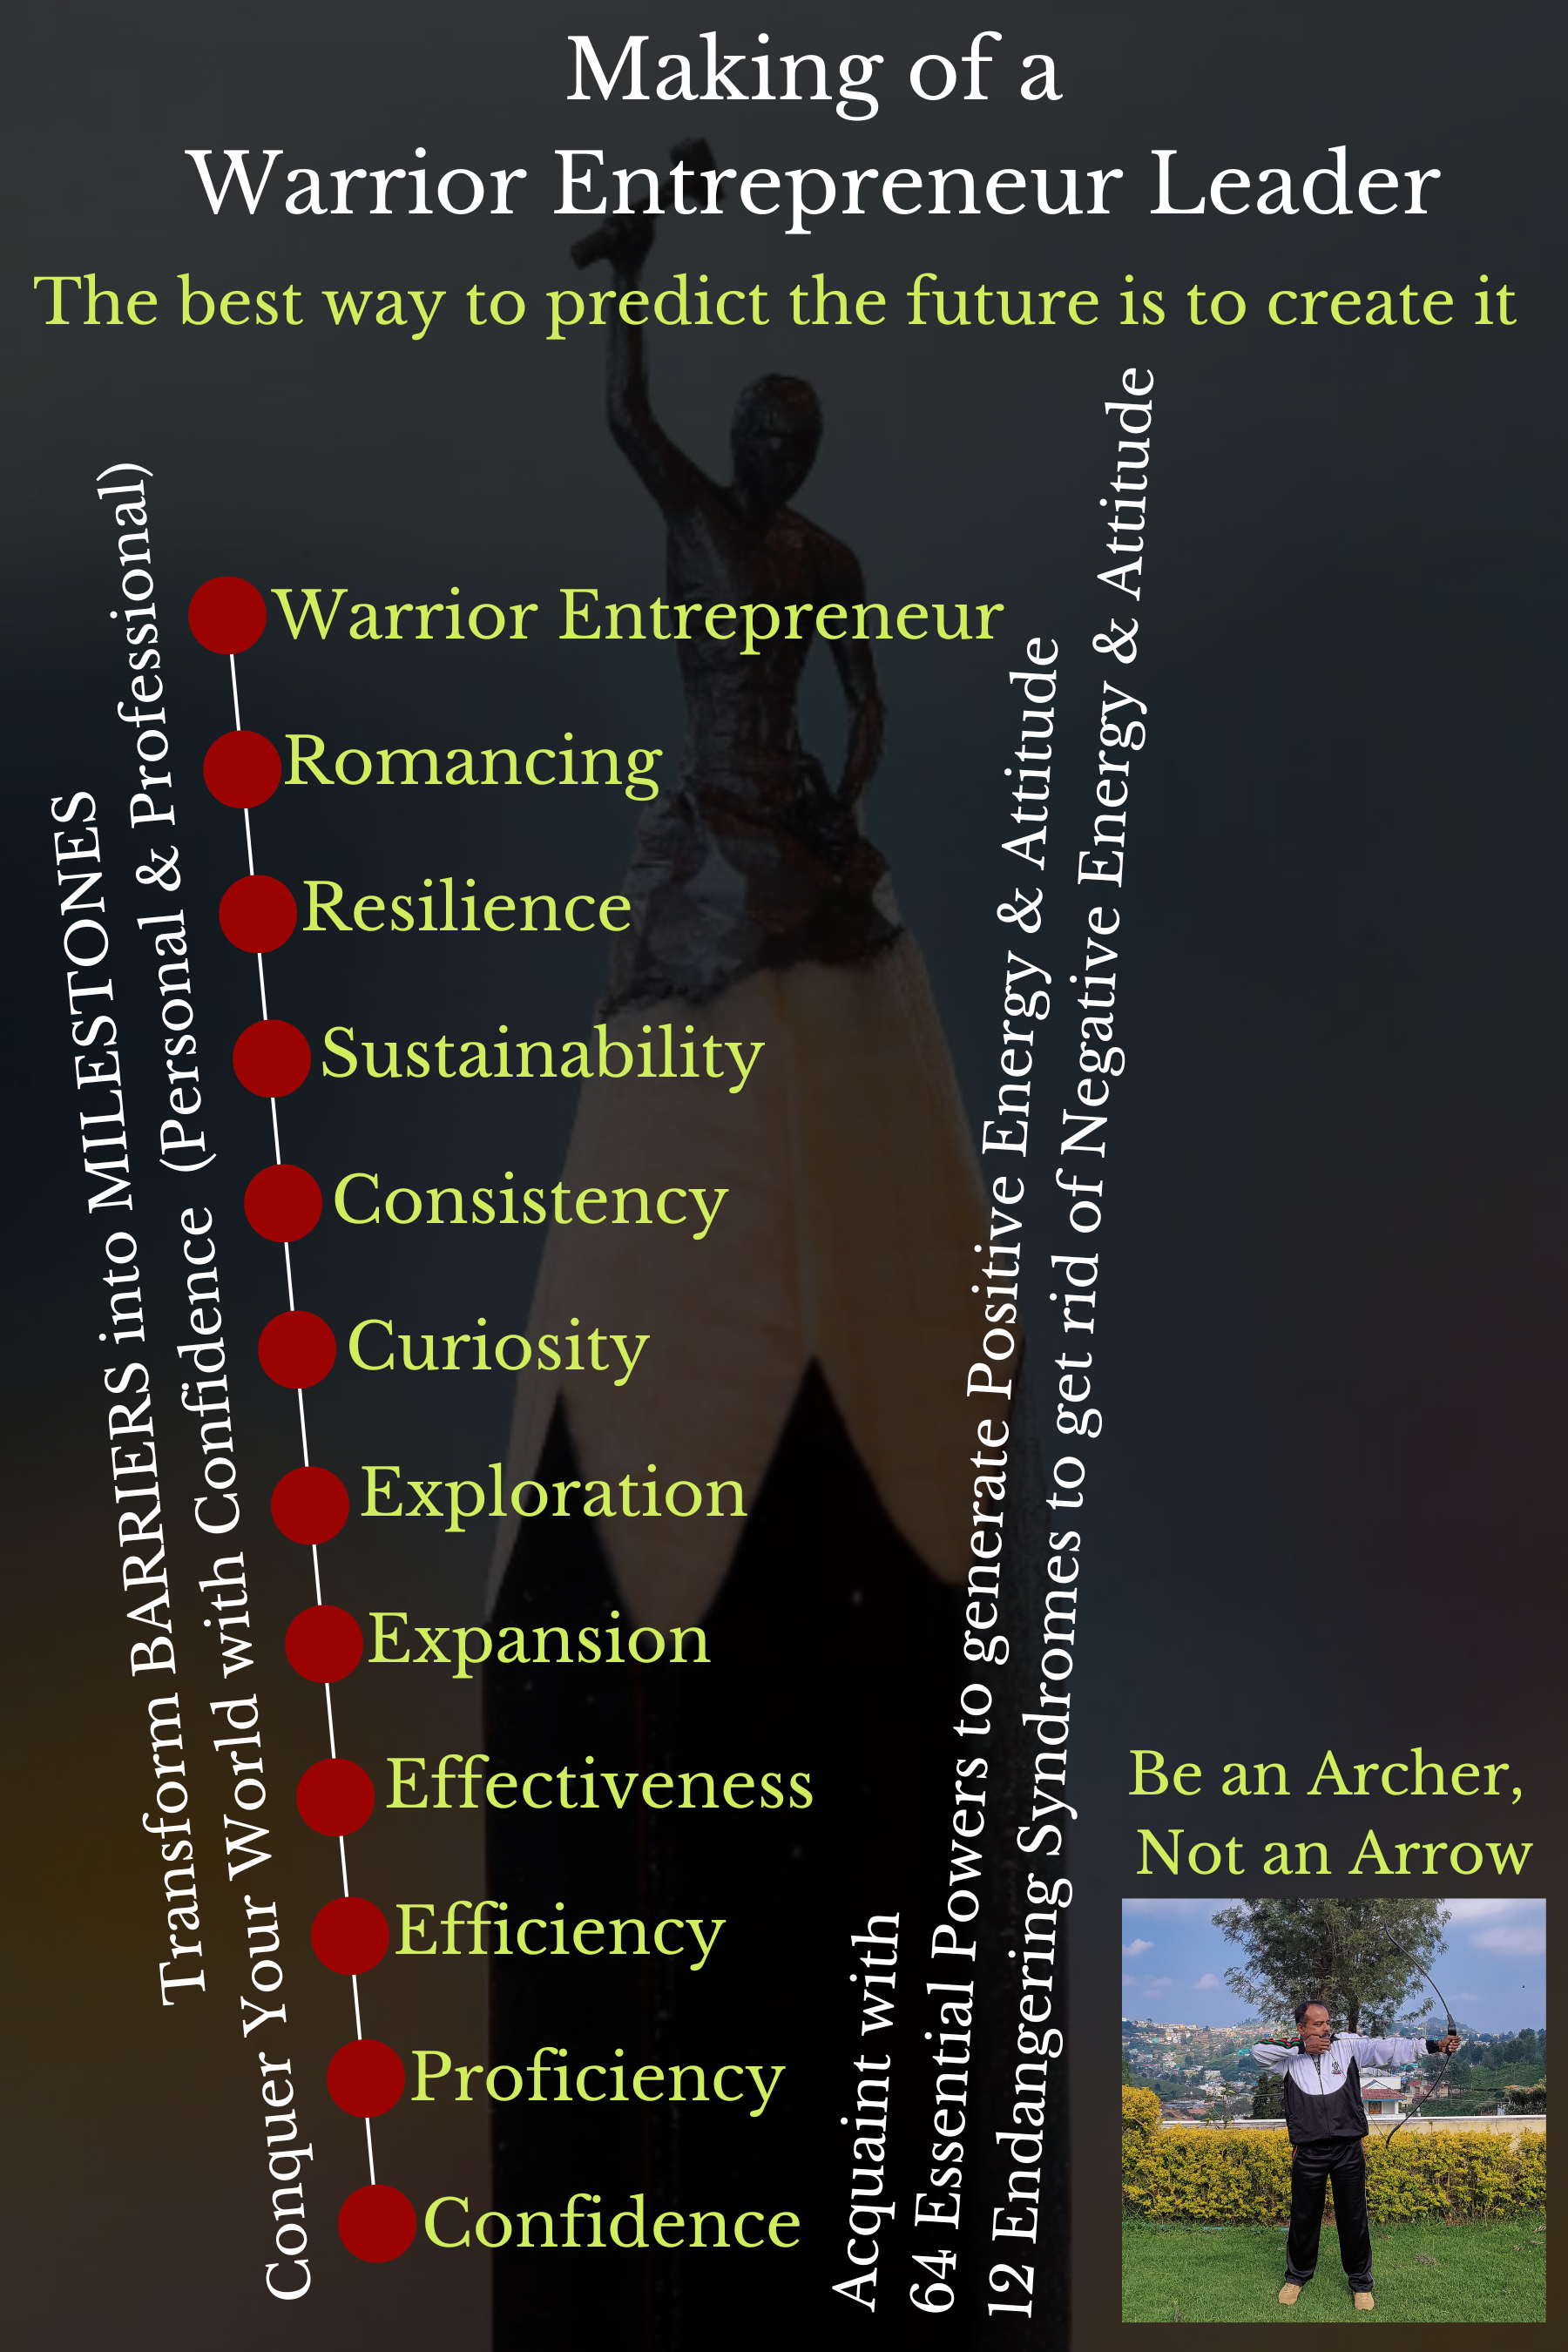 Making of a
Warrior Entrepreneur Leader
The best way to predict the future is to create it
Transform BARRIERS into MILESTONES
Conquer Your World with Confidence (Personal & Professional)
Warrior Entrepreneur
Romancing
Resilience
Sustainability
Consistency
Curiosity
Exploration
Expansion
Effectiveness
Efficiency
Proficiency
Confidence
Acquaint with
64 Essential Powers to generate Positive Energy & Attitude
12 Endangering Syndromes to get rid of Negative Energy & Attitude
Be an Archer,
Not an Arrow